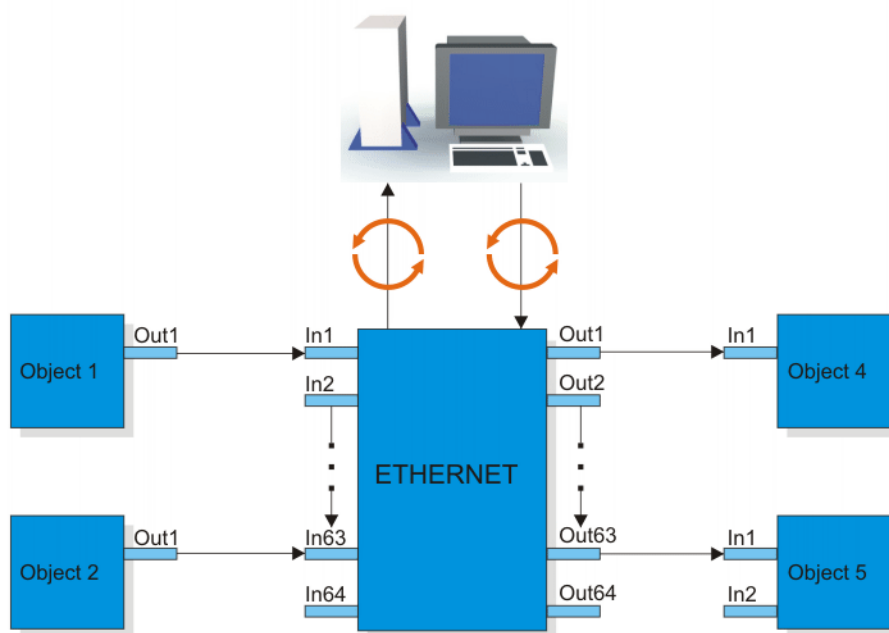 Out1
In1
Out1
In1
Object 1
Object 4
In2
Out2
ETHERNET
Out1
In63
Out63
In1
Object 2
Object 5
In64
Out64
In2